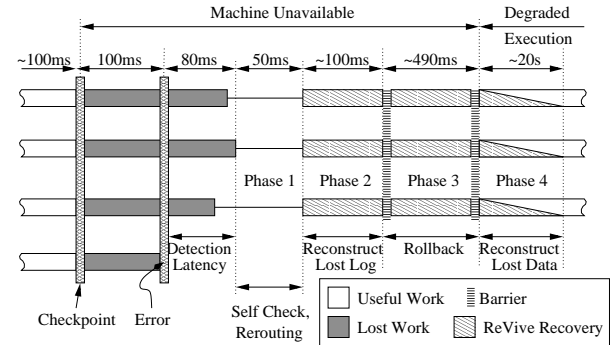 Machine Unavailable
Degraded
Execution
~100ms 100ms 80ms 50ms ~100ms ~490ms ~20s
Phase 1 Phase 2 Phase 3 Phase 4
Detection
Latency
Reconstruct
Lost Log
Rollback
Reconstruct
Lost Data
Checkpoint
Error
Self Check,
Rerouting
Useful Work
Barrier
Lost Work
ReVive Recovery